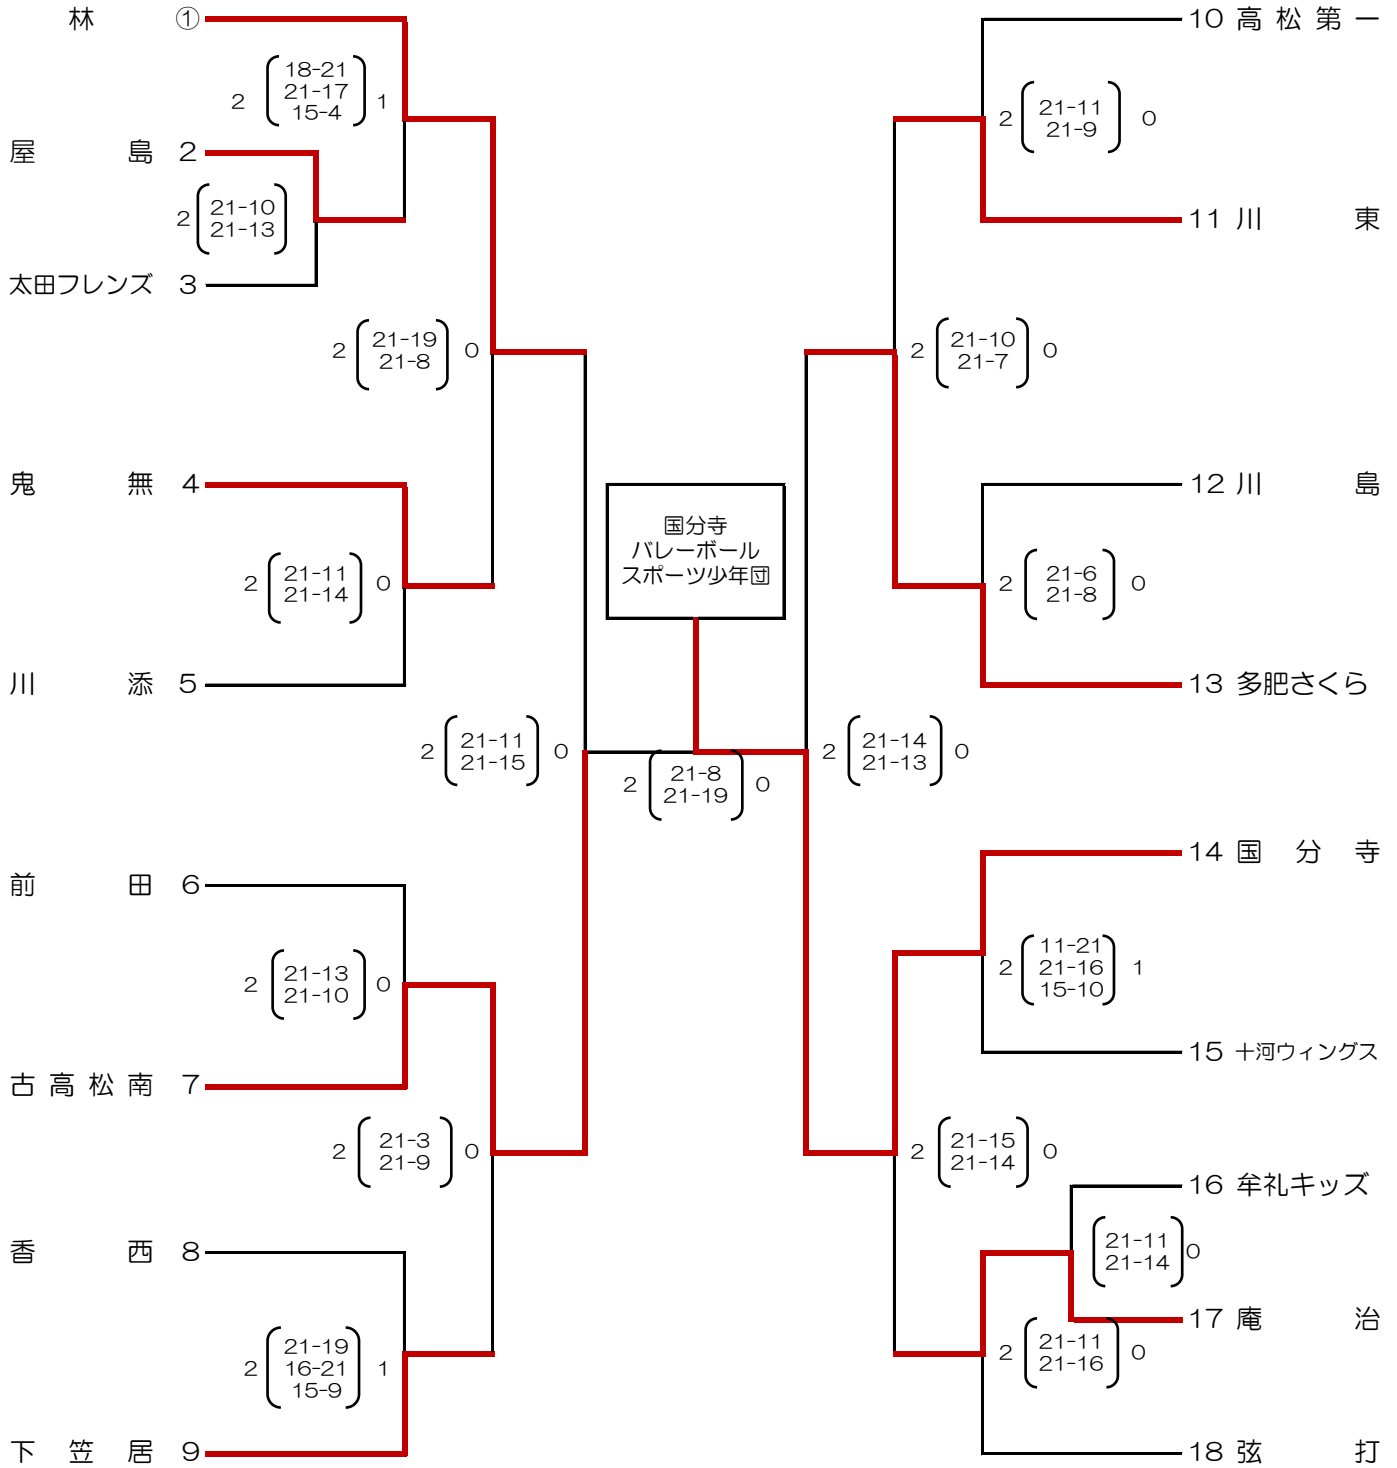 林 ①
2 18-21 1
21-17
15-4
屋島 2
2 21-10
21-13
太田フレンズ 3
2 21-19 0
21-8
鬼無 4
2 21-11 0
21-14
川添 5
2 21-11 0
21-15
前田 6
2 21-13 0
21-10
古高松南 7
2 21-3 0
21-9
香西 8
2 21-19 1
16-21
15-9
下笠居 9
国分寺
バレーボール
スポーツ少年団
2 21-8 0
21-19
10 高松第一
2 21-11 0
21-9
11 川東
2 21-10 0
21-7
12 川島
2 21-6 0
21-8
13 多肥さくら
2 21-14 0
21-13
14 国分寺
2 11-21 1
21-16
15-10
15 十河ウィングス
2 21-15 0
21-14
16 牟礼キッズ
21-11 0
21-14
17 庵治
2 21-11 0
21-16
18 弦打